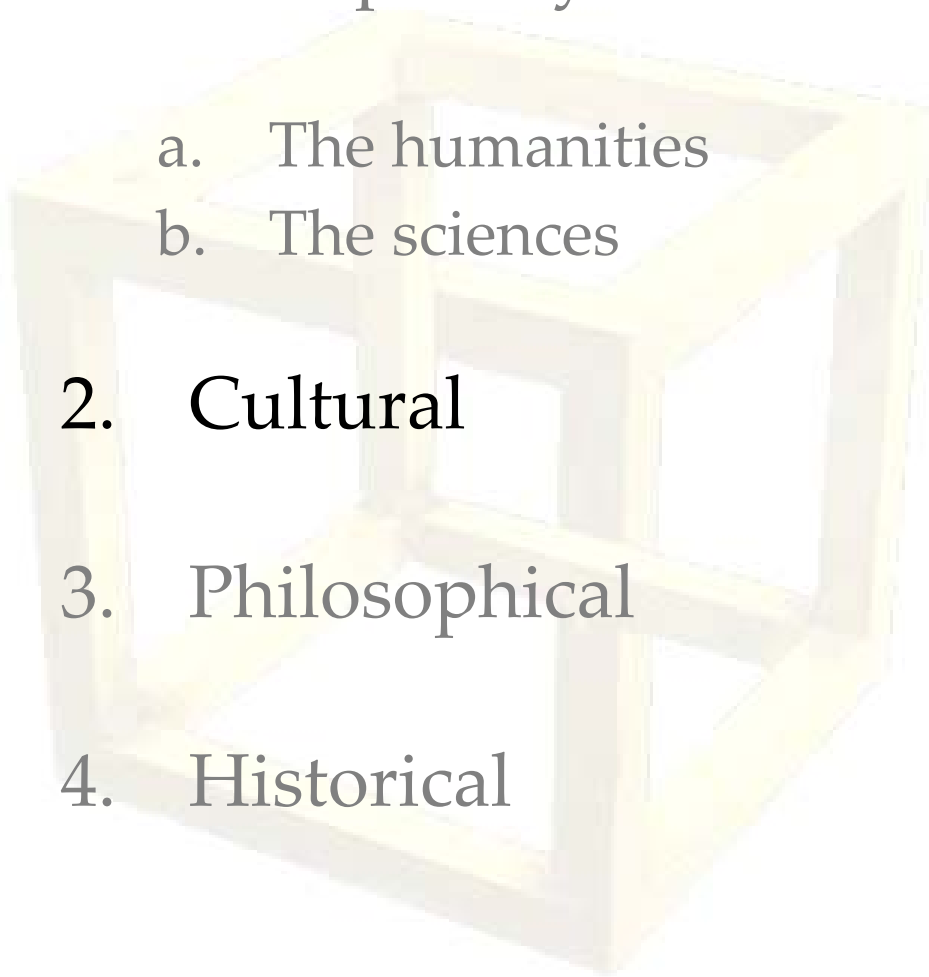 a. The humanities
b. The sciences
2. Cultural
3. Philosophical
4. Historical